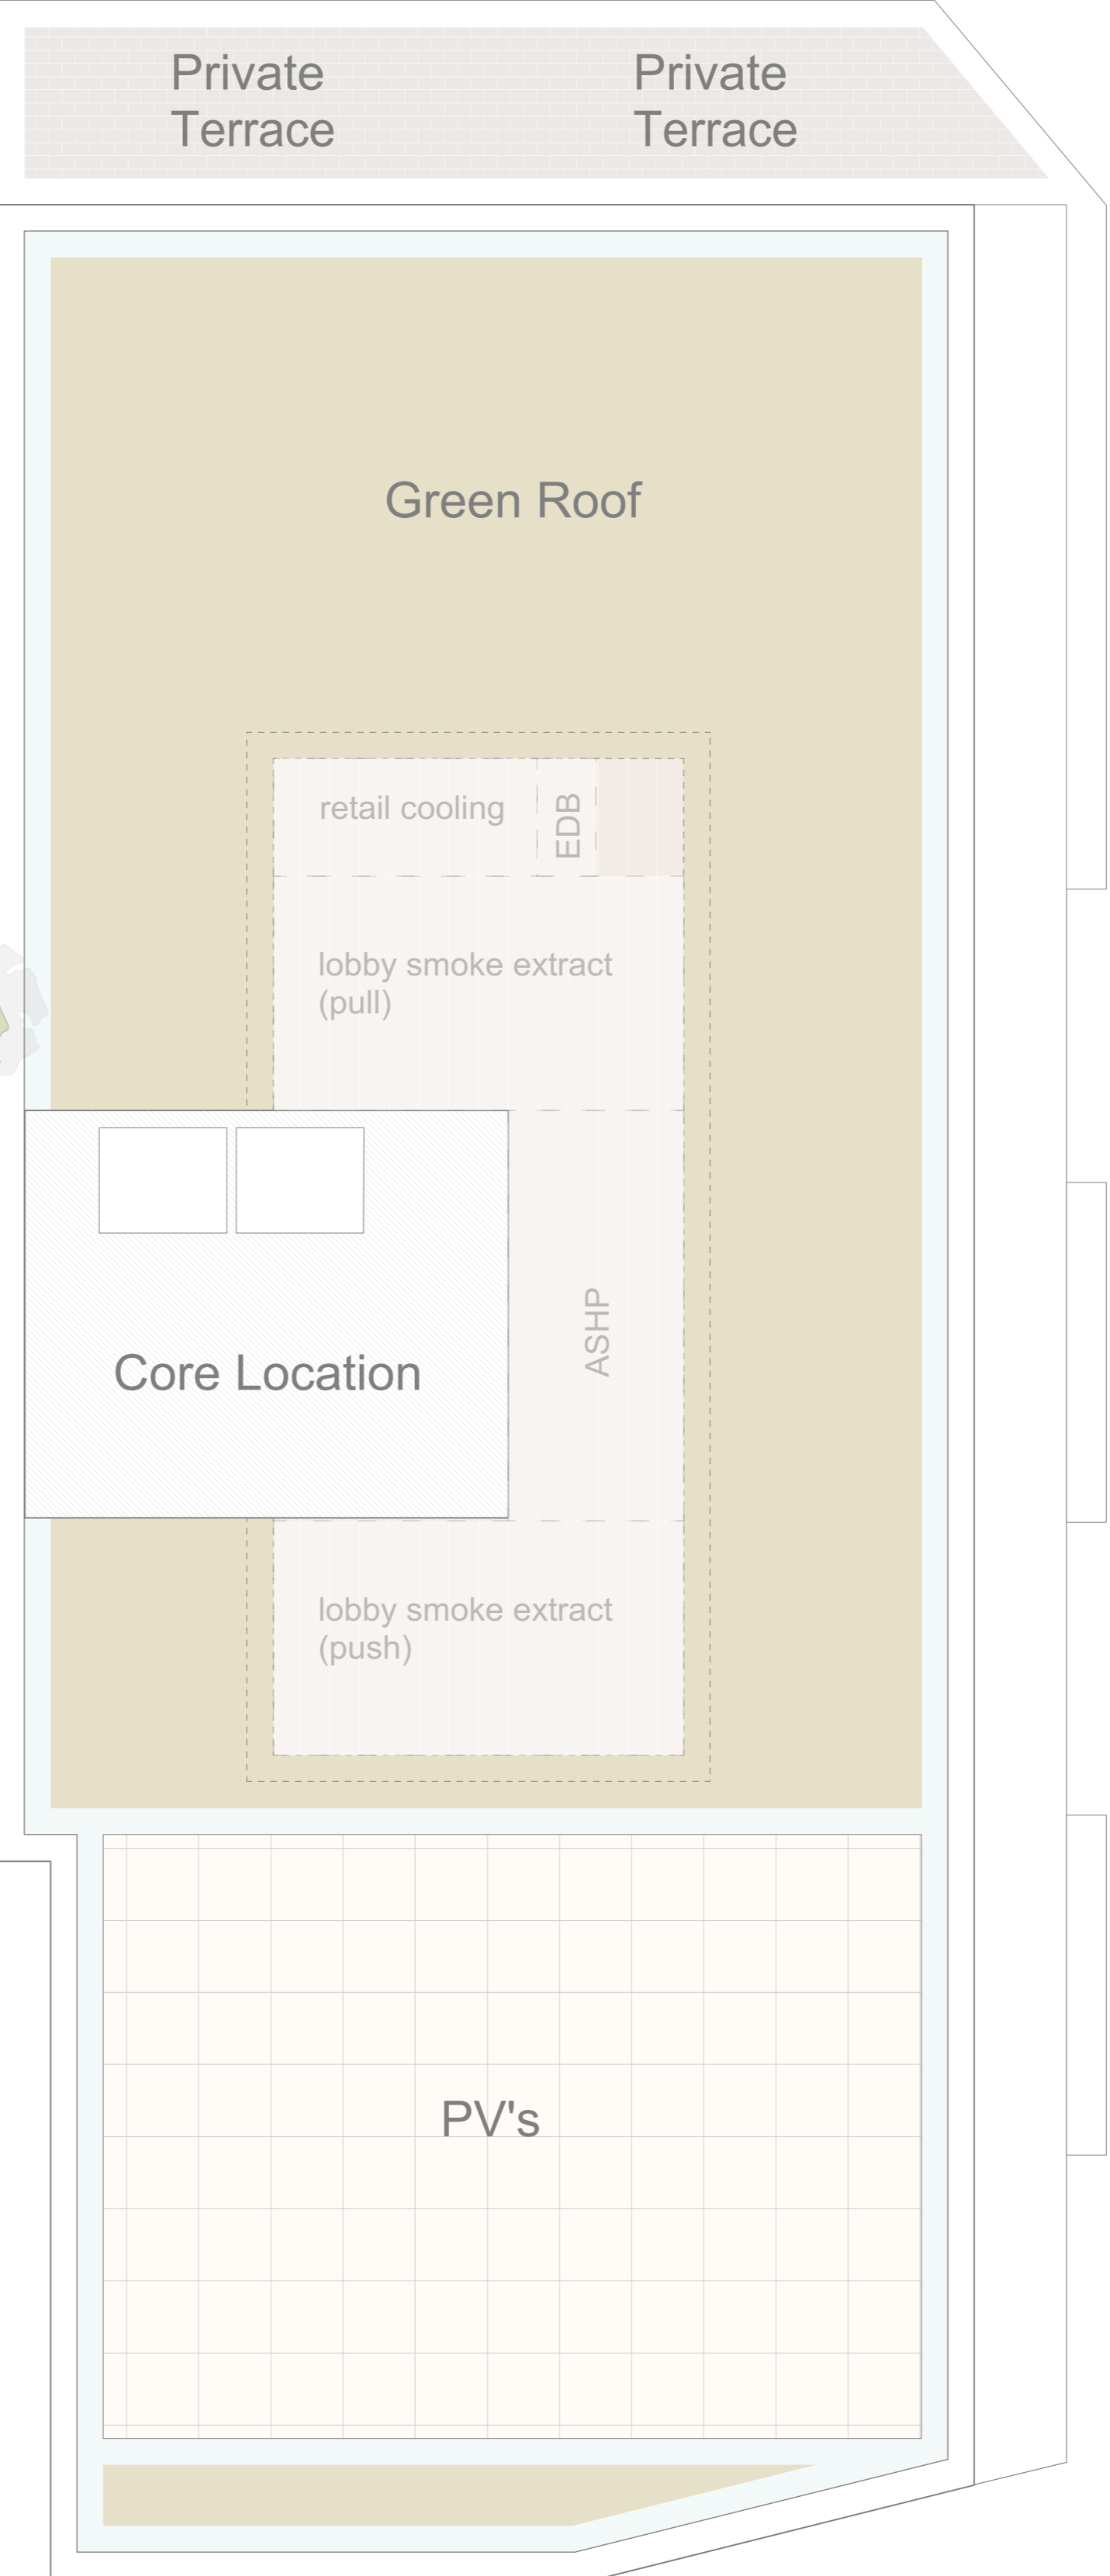 Private
Terrace
Private
Terrace
Green Roof
retail cooling
EDB
lobby smoke extract
(pull)
ASHP
Core Location
lobby smoke extract
(push)
PV's